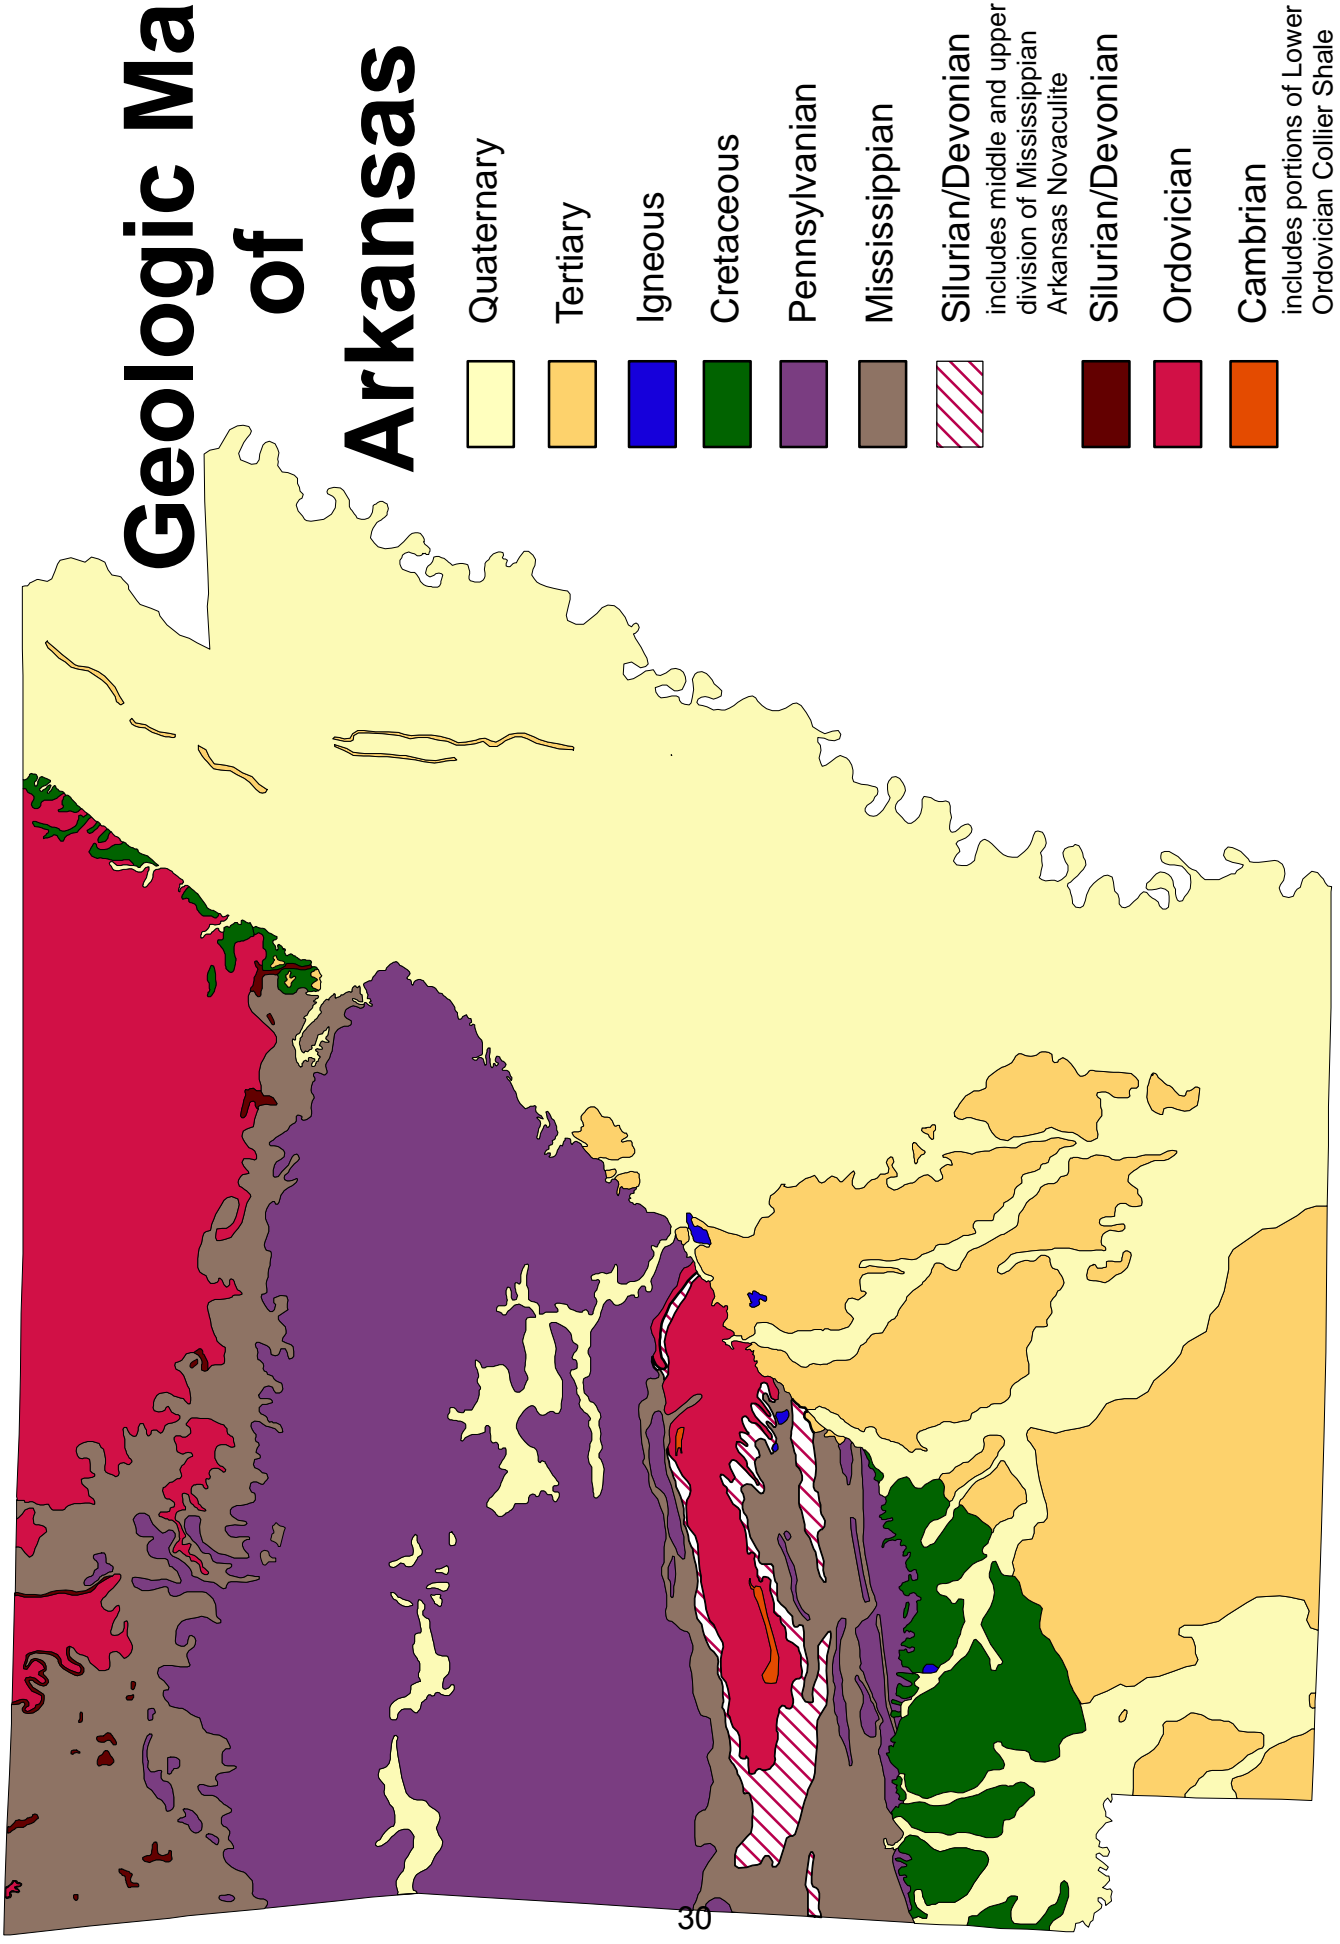 Geologic Ma
of
Arkansas
Quaternary
Tertiary
Igneous
Cretaceous
Pennsylvanian
Mississippian
Silurian/Devonian
includes middle and upper
division of Mississippian
Arkansas Novaculite
Silurian/Devonian
Ordovician
Cambrian
includes portions of Lower
Ordovician Collier Shale
30